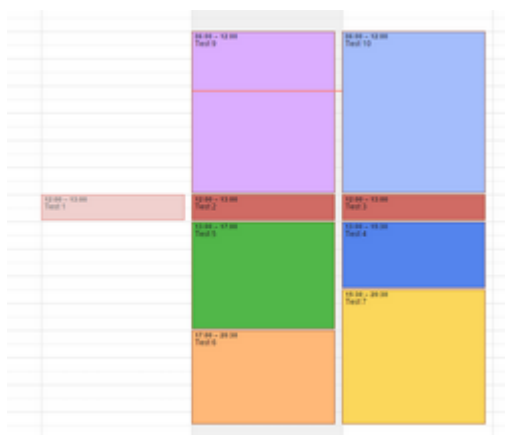 06:00 – 12:00
Test 9
06:00 – 12:00
Test 10
12:00 – 13:00
Test 1
12:00 – 13:00
Test 2
12:00 – 13:00
Test 3
13:00 – 17:00
Test 5
13:00 – 15:30
Test 4
15:30 – 20:30
Test 7
17:00 – 20:30
Test 6